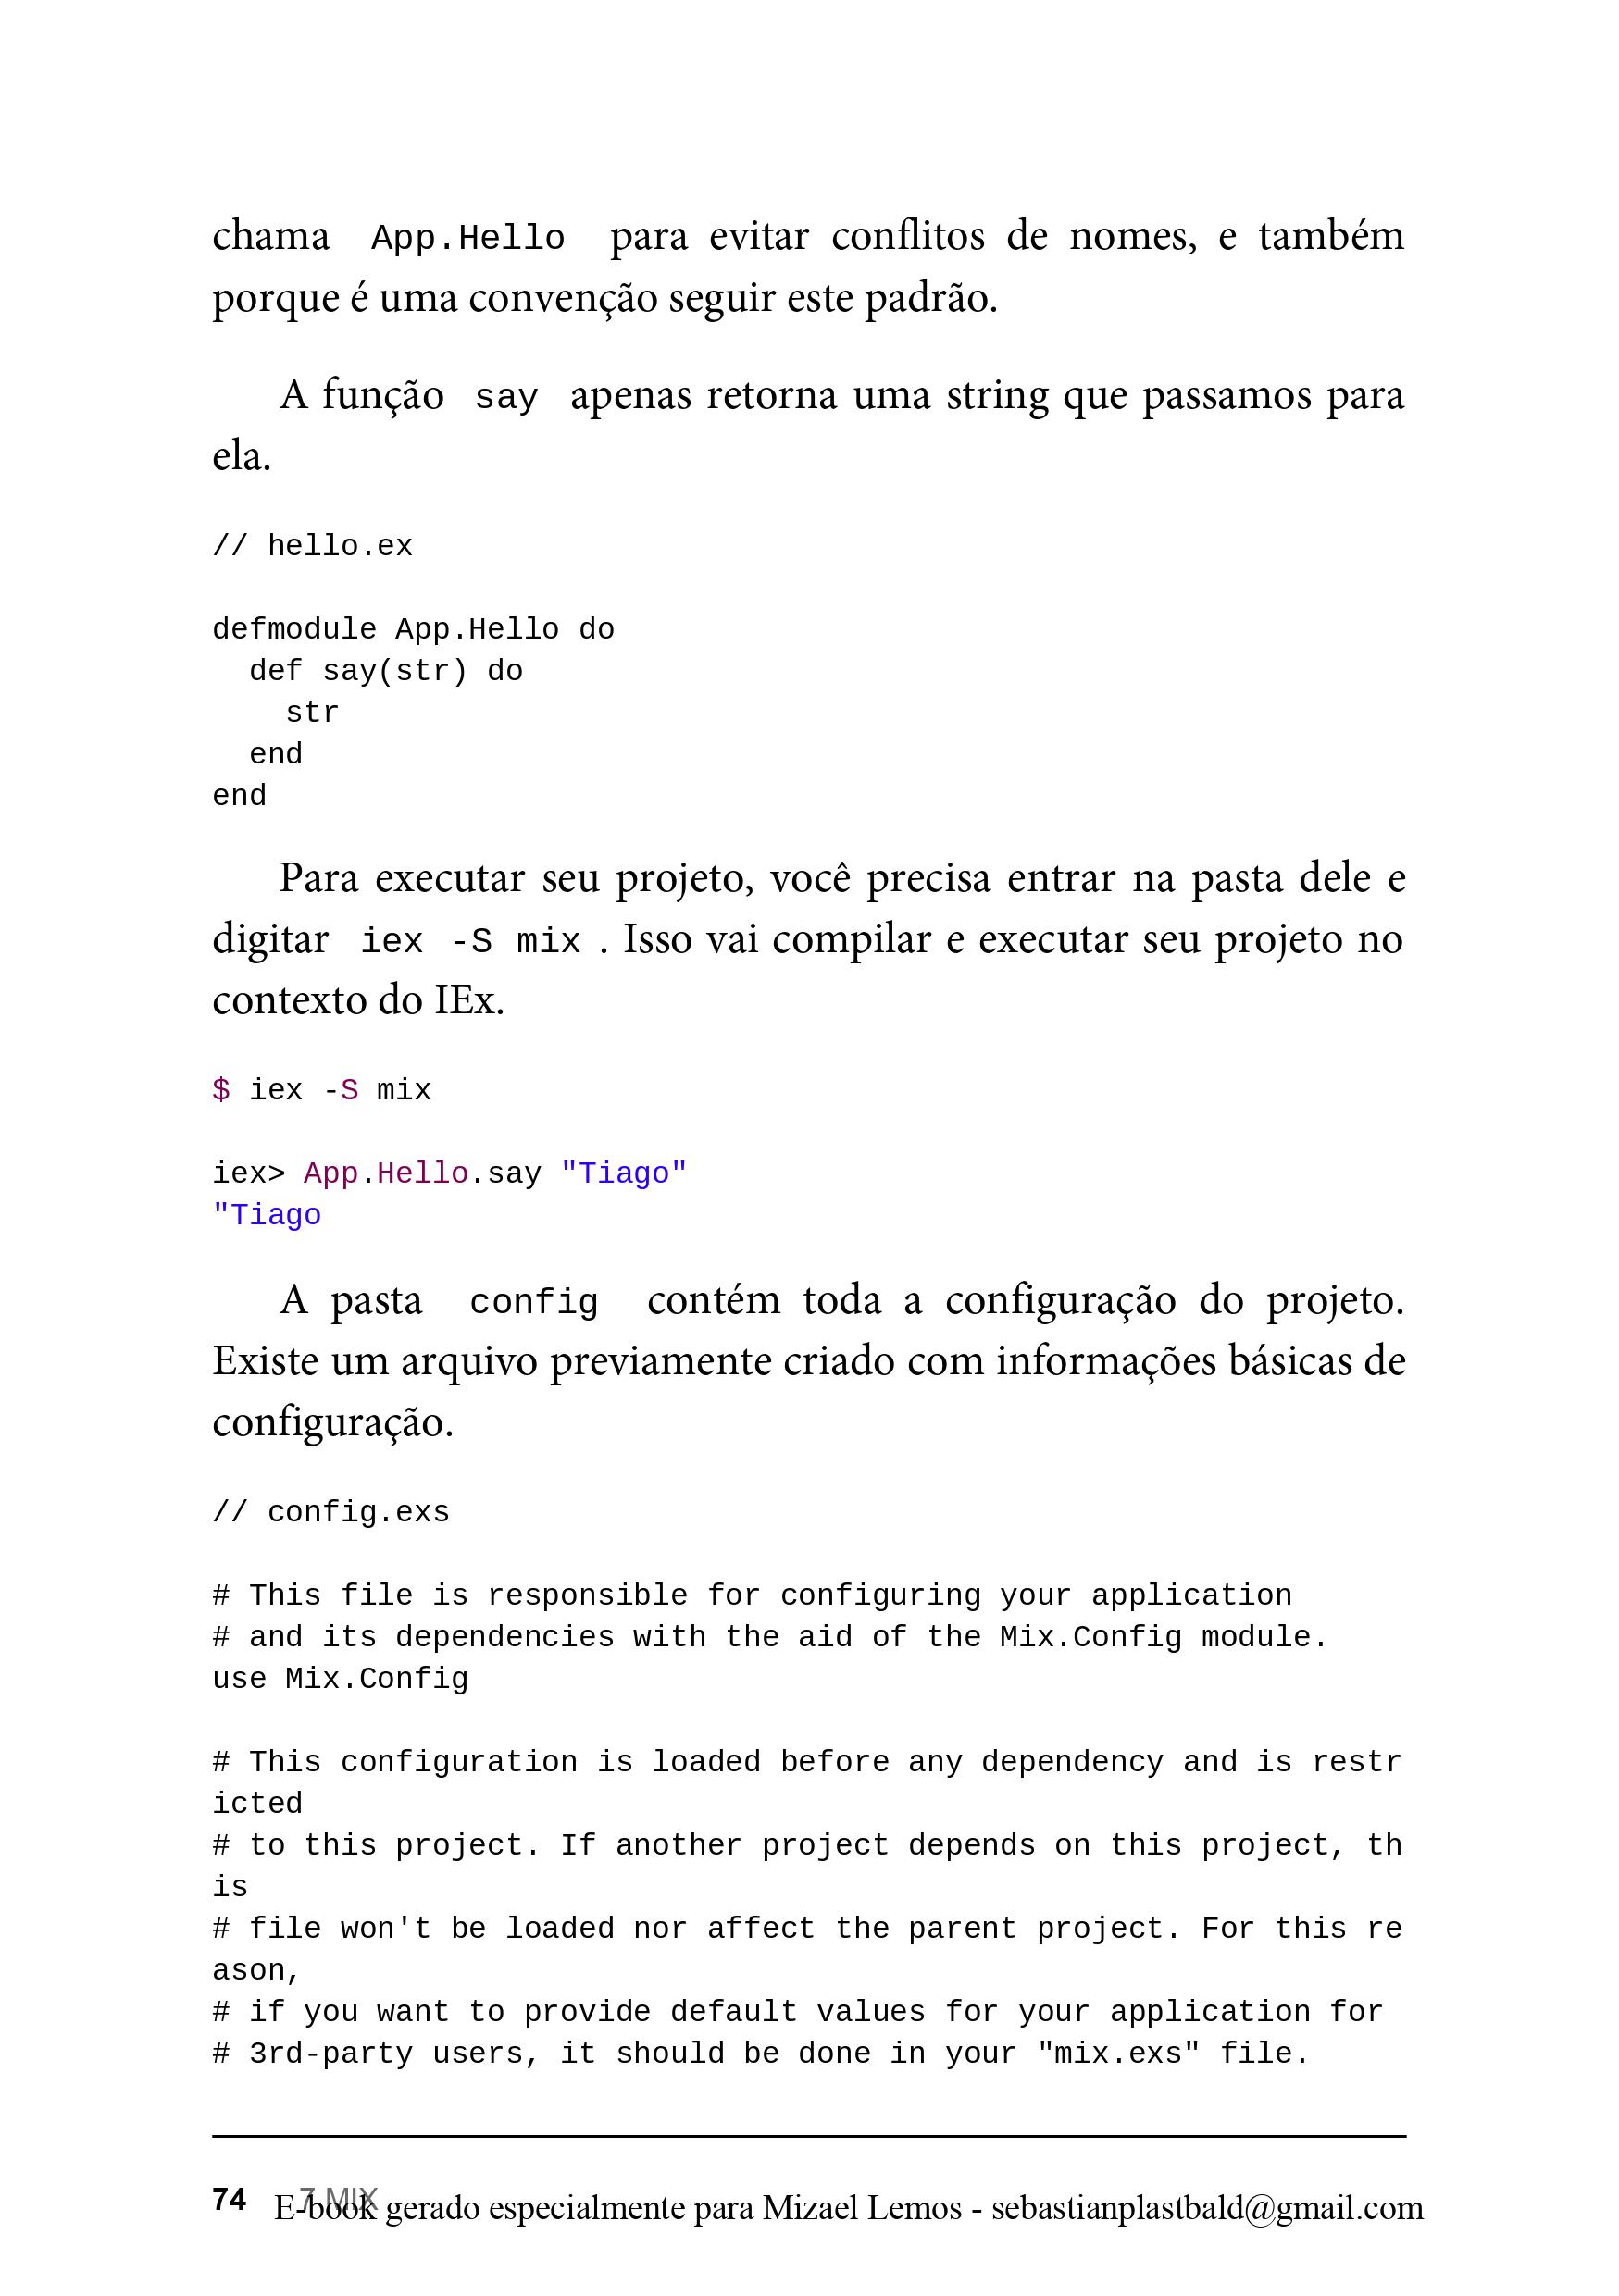 chama App.Hello para evitar conflitos de nomes, e também
porque é uma convenção seguir este padrão.
A função say apenas retorna uma string que passamos para
ela.
// hello.ex
defmodule App.Hello do
  def say(str) do
    str
  end
end
Para executar seu projeto, você precisa entrar na pasta dele e
digitar iex -S mix . Isso vai compilar e executar seu projeto no
contexto do IEx.
$ iex -S mix
iex> App.Hello.say "Tiago"
"Tiago
A pasta config contém toda a configuração do projeto.
Existe um arquivo previamente criado com informações básicas de
configuração.
// config.exs
# This file is responsible for configuring your application
# and its dependencies with the aid of the Mix.Config module.
use Mix.Config
# This configuration is loaded before any dependency and is restr
icted
# to this project. If another project depends on this project, th
is
# file won't be loaded nor affect the parent project. For this re
ason,
# if you want to provide default values for your application for
# 3rd-party users, it should be done in your "mix.exs" file.
74 7 MIX
E-book gerado especialmente para Mizael Lemos - sebastianplastbald@gmail.com